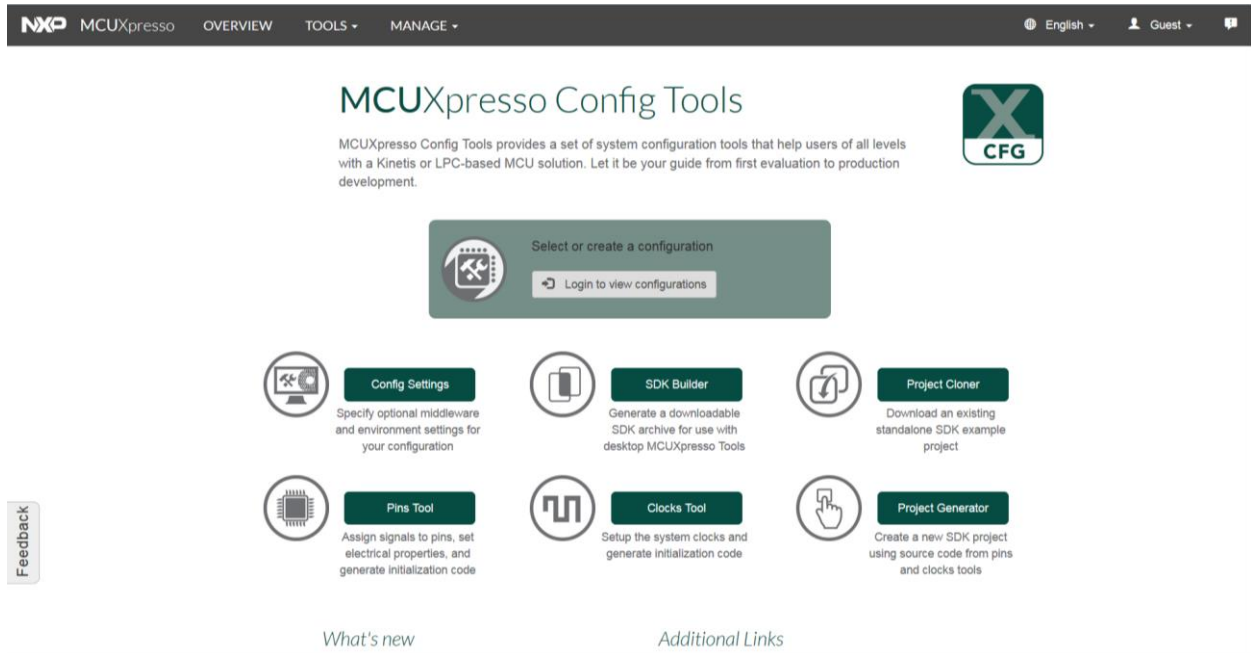 NXP MCUXpresso OVERVIEW TOOLS MANAGE English Guest
MCUXpresso Config Tools
MCUXpresso Config Tools provides a set of system configuration tools that help users of all levels
with a Kinetis or LPC-based MCU solution. Let it be your guide from first evaluation to production
development.
X
CFG
Select or create a configuration
Login to view configurations
Config Settings
Specify optional middleware
and environment settings for
your configuration
SDK Builder
Generate a downloadable
SDK archive for use with
desktop MCUXpresso Tools
Project Cloner
Download an existing
standalone SDK example
project
Pins Tool
Assign signals to pins, set
electrical properties, and
generate initialization code
Clocks Tool
Setup the system clocks and
generate initialization code
Project Generator
Create a new SDK project
using source code from pins
and clocks tools
Feedback
What's new
Additional Links